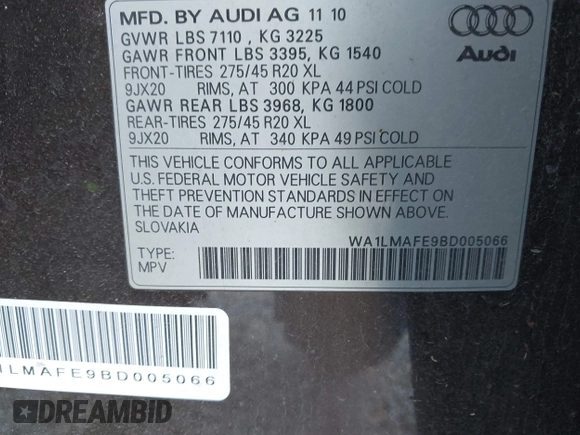 MFD. BY AUDI AG 11 10
GVWR LBS 7110, KG 3225
GAWR FRONT LBS 3395, KG 1540
FRONT-TIRES 275/45 R20 XL
9JX20 RIMS, AT 300 KPA 44 PSI COLD
GAWR REAR LBS 3968, KG 1800
REAR-TIRES 275/45 R20 XL
9JX20 RIMS, AT 340 KPA 49 PSI COLD
Audi
THIS VEHICLE CONFORMS TO ALL APPLICABLE
U.S. FEDERAL MOTOR VEHICLE SAFETY AND
THEFT PREVENTION STANDARDS IN EFFECT ON
THE DATE OF MANUFACTURE SHOWN ABOVE.
SLOVAKIA
WA1LMAFE9BD005066
TYPE:
MPV
1LMAFE9BD005066
DREAMBID